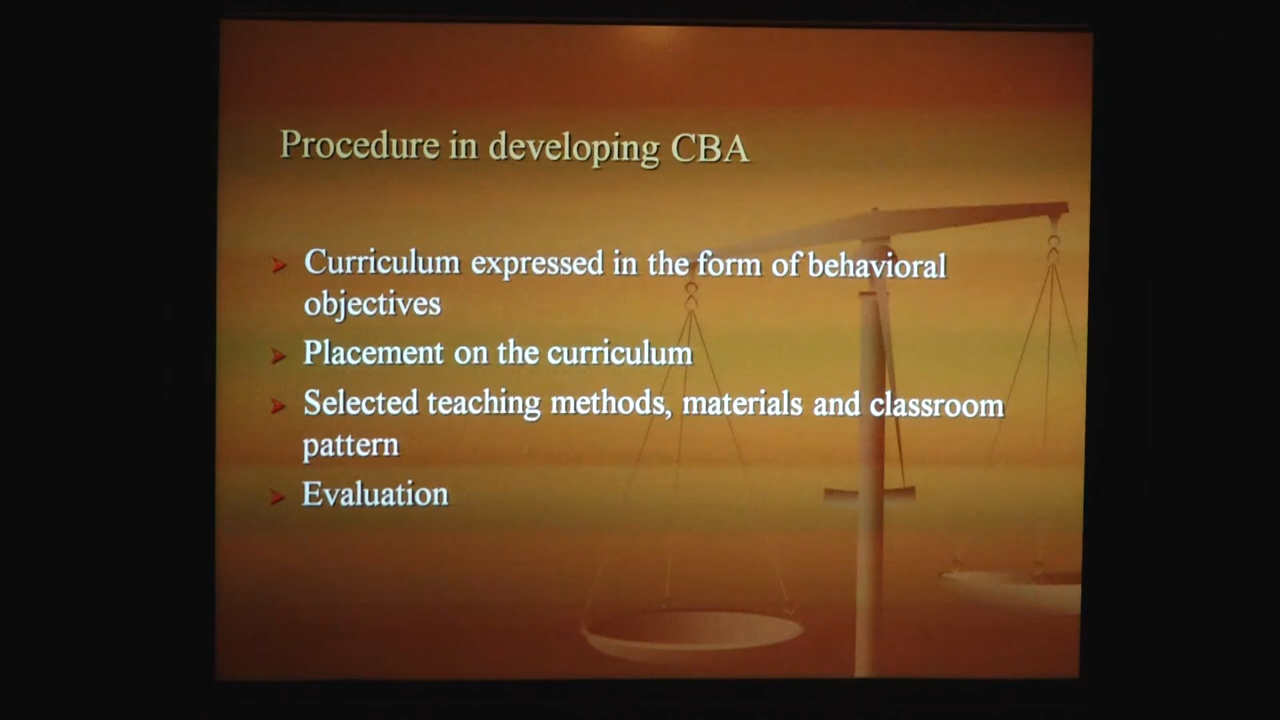 Procedure in developing CBA
Curriculum expressed in the form of behavioral
objectives
Placement on the curriculum
Selected teaching methods, materials and classroom
pattern
Evaluation